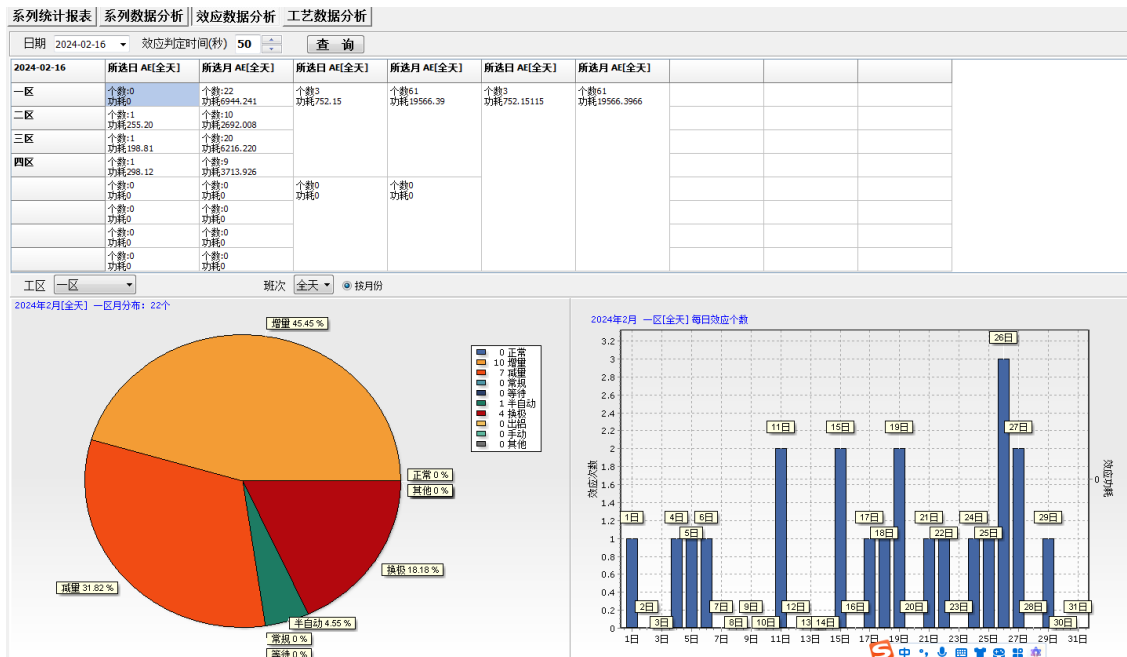 系列统计报表 系列数据分析 效应数据分析 工艺数据分析
日期 2024-02-16 效应判定时间(秒) 50 查 询
2024-02-16 所选日 AE[全天] 所选月 AE[全天] 所选日 AE[全天] 所选月 AE[全天] 所选日 AE[全天] 所选月 AE[全天]
一区 个数:0 个数:22 个数3 个数61 个数3 个数61
功耗0 功耗6944.241 功耗752.15 功耗19566.39 功耗752.15115 功耗19566.3966
二区 个数:1 个数:10
功耗255.20 功耗2692.008
三区 个数:1 个数:20
功耗198.81 功耗6216.220
四区 个数:1 个数:9
功耗298.12 功耗3713.926
个数:0 个数:0 个数0 个数0
功耗0 功耗0 功耗0 功耗0
个数:0 个数:0
功耗0 功耗0
个数:0 个数:0
功耗0 功耗0
个数:0 个数:0
功耗0 功耗0
工区 一区 班次 全天 按月份
2024年2月[全天] 一区月分布: 22个
增量 45.45 %
0 正常
10 增量
7 减量
0 常规
0 等待
1 半自动
4 换极
0 出铝
0 手动
0 其他
正常 0 %
其他 0 %
换极 18.18 %
减量 31.82 %
半自动 4.55 %
常规 0 %
等待 0 %
2024年2月 一区[全天] 每日效应个数
26日
11日 15日 19日 27日
1日 4日 6日 17日 21日 24日 29日
5日 18日 22日 25日
2日 7日 9日 12日 16日 20日 23日 28日 31日
3日 8日 10日 13日 14日 30日
3.2
3
2.8
2.6
2.4
2.2
2
1.8
1.6
1.4
1.2
1
0.8
0.6
0.4
0.2
0
效应次数
0
效应功耗
1日 3日 5日 7日 9日 11日 13日 15日 17日 19日 21日 23日 25日 27日 29日 31日
中